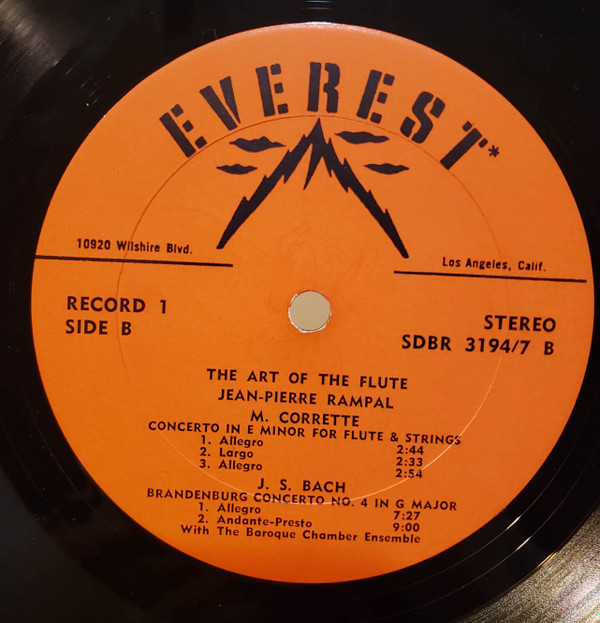 EVEREST*
10920 Wilshire Blvd.
Los Angeles, Calif.
RECORD 1
SIDE B
STEREO
SDBR 3194/7 B
THE ART OF THE FLUTE
JEAN-PIERRE RAMPAL
M. CORRETTE
CONCERTO IN E MINOR FOR FLUTE & STRINGS
1. Allegro 2:44
2. Largo 2:33
3. Allegro 2:54
J. S. BACH
BRANDENBURG CONCERTO NO. 4 IN G MAJOR
1. Allegro 7:27
2. Andante-Presto 9:00
With The Baroque Chamber Ensemble